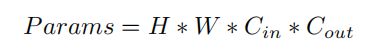 Params = H * W * C_in * C_out